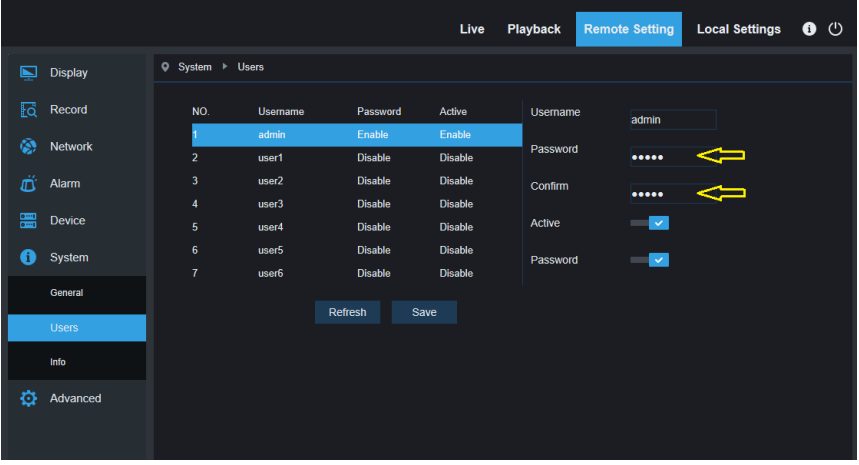 Live Playback Remote Setting Local Settings
Display
Record
Network
Alarm
Device
System
General
Users
Info
Advanced
System Users
NO. Username Password Active
1 admin Enable Enable
2 user1 Disable Disable
3 user2 Disable Disable
4 user3 Disable Disable
5 user4 Disable Disable
6 user5 Disable Disable
7 user6 Disable Disable
Refresh Save
Username admin
Password •••••
Confirm •••••
Active
Password